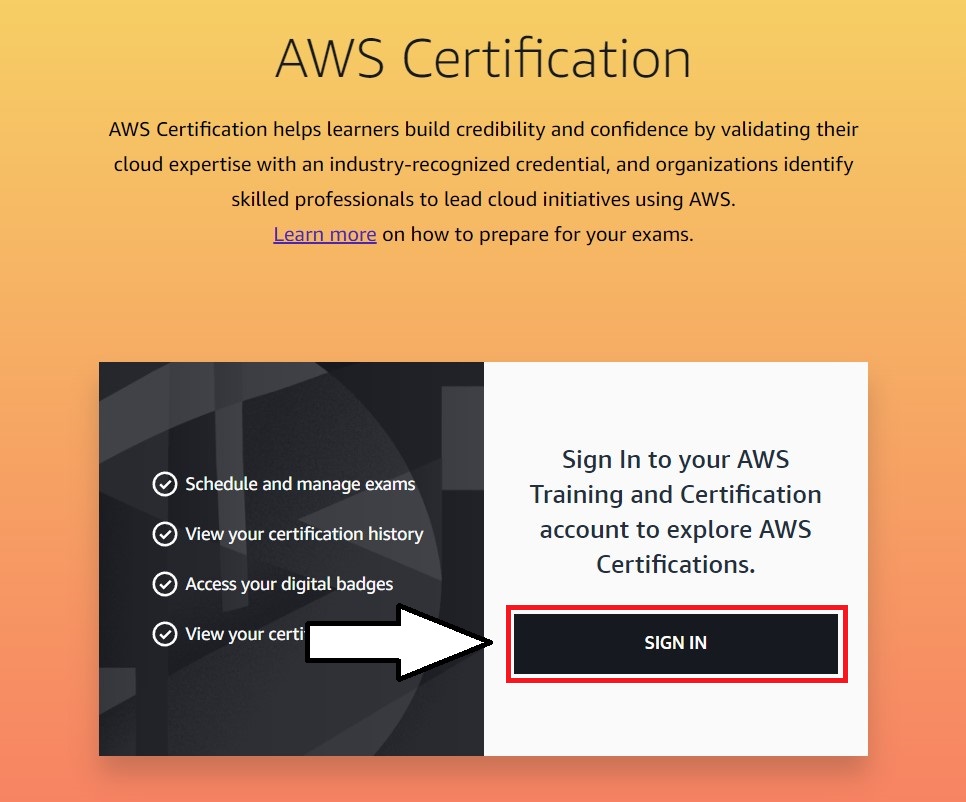 AWS Certification
AWS Certification helps learners build credibility and confidence by validating their
cloud expertise with an industry-recognized credential, and organizations identify
skilled professionals to lead cloud initiatives using AWS.
Learn more on how to prepare for your exams.
Schedule and manage exams
View your certification history
Access your digital badges
View your
Sign In to your AWS
Training and Certification
account to explore AWS
Certifications.
SIGN IN